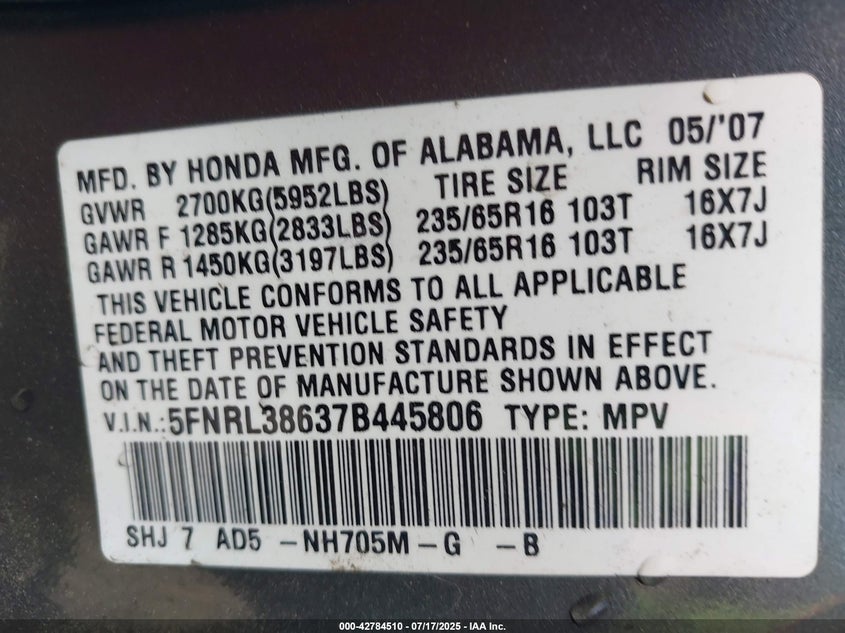 MFD. BY HONDA MFG. OF ALABAMA, LLC 05/'07
GVWR 2700KG(5952LBS) TIRE SIZE RIM SIZE
GAWR F 1285KG(2833LBS) 235/65R16 103T 16X7J
GAWR R 1450KG(3197LBS) 235/65R16 103T 16X7J
THIS VEHICLE CONFORMS TO ALL APPLICABLE
FEDERAL MOTOR VEHICLE SAFETY
AND THEFT PREVENTION STANDARDS IN EFFECT
ON THE DATE OF MANUFACTURE SHOWN ABOVE.
V.I.N.: 5FNRL38637B445806 TYPE: MPV
SHJ 7 AD5 -NH705M-G -B
000-42784510 - 07/17/2025 - IAA Inc.